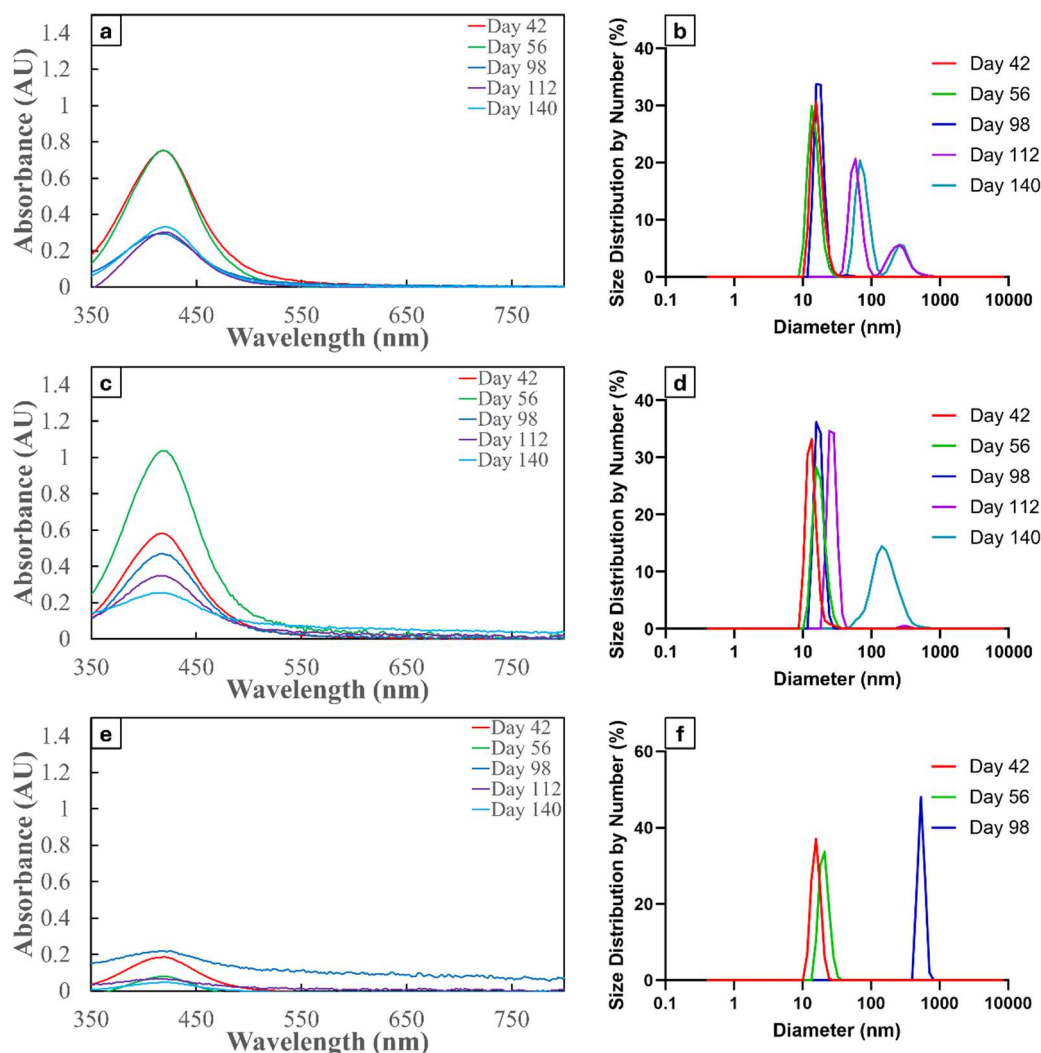 a
Day 42
Day 56
Day 98
Day 112
Day 140
1.4
1.2
1
0.8
0.6
0.4
0.2
0
350
450
550
650
750
Absorbance (AU)
Wavelength (nm)
b
Day 42
Day 56
Day 98
Day 112
Day 140
40
30
20
10
0
0.1
1
10
100
1000
10000
Size Distribution by Number (%)
Diameter (nm)
c
Day 42
Day 56
Day 98
Day 112
Day 140
1.4
1.2
1
0.8
0.6
0.4
0.2
0
350
450
550
650
750
Absorbance (AU)
Wavelength (nm)
d
Day 42
Day 56
Day 98
Day 112
Day 140
40
30
20
10
0
0.1
1
10
100
1000
10000
Size Distribution by Number (%)
Diameter (nm)
e
Day 42
Day 56
Day 98
Day 112
Day 140
1.4
1.2
1
0.8
0.6
0.4
0.2
0
350
450
550
650
750
Absorbance (AU)
Wavelength (nm)
f
Day 42
Day 56
Day 98
60
40
20
0
0.1
1
10
100
1000
10000
Size Distribution by Number (%)
Diameter (nm)